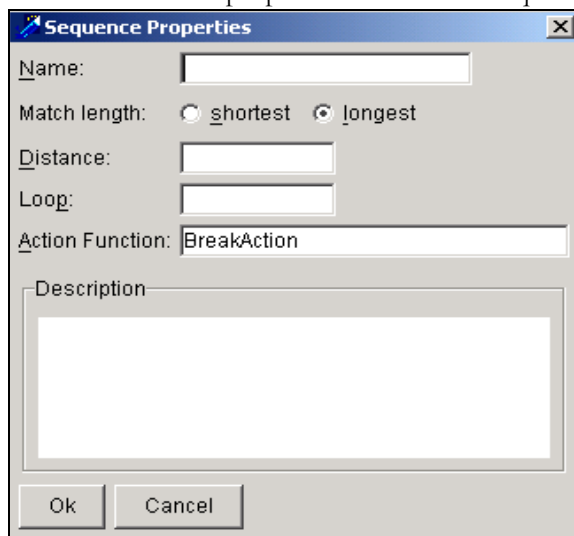 Sequence Properties
Name:
Match length: shortest longest
Distance:
Loop:
Action Function: BreakAction
Description
Ok Cancel